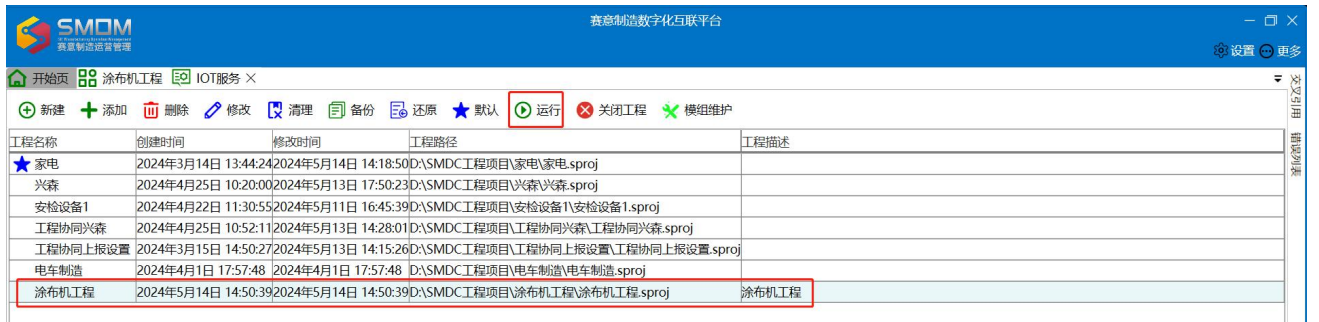 赛意制造数字化互联平台
SMOM
赛意制造运营管理
设置 更多
开始页 涂布机工程 IOT服务
新建 添加 删除 修改 清理 备份 还原 默认 运行 关闭工程 模组维护
工程名称 创建时间 修改时间 工程路径 工程描述
家电 2024年3月14日 13:44:24 2024年5月14日 14:18:50 D:\SMDC工程项目\家电\家电.sproj
兴森 2024年4月25日 10:20:00 2024年5月13日 17:50:23 D:\SMDC工程项目\兴森\兴森.sproj
安检设备1 2024年4月22日 11:30:55 2024年5月11日 16:45:39 D:\SMDC工程项目\安检设备1\安检设备1.sproj
工程协同兴森 2024年4月25日 10:52:11 2024年5月13日 14:28:01 D:\SMDC工程项目\工程协同兴森\工程协同兴森.sproj
工程协同上报设置 2024年3月15日 14:50:27 2024年5月13日 14:15:26 D:\SMDC工程项目\工程协同上报设置\工程协同上报设置.sproj
电车制造 2024年4月1日 17:57:48 2024年4月1日 17:57:48 D:\SMDC工程项目\电车制造\电车制造.sproj
涂布机工程 2024年5月14日 14:50:39 2024年5月14日 14:50:39 D:\SMDC工程项目\涂布机工程\涂布机工程.sproj 涂布机工程
交叉引用
错误列表